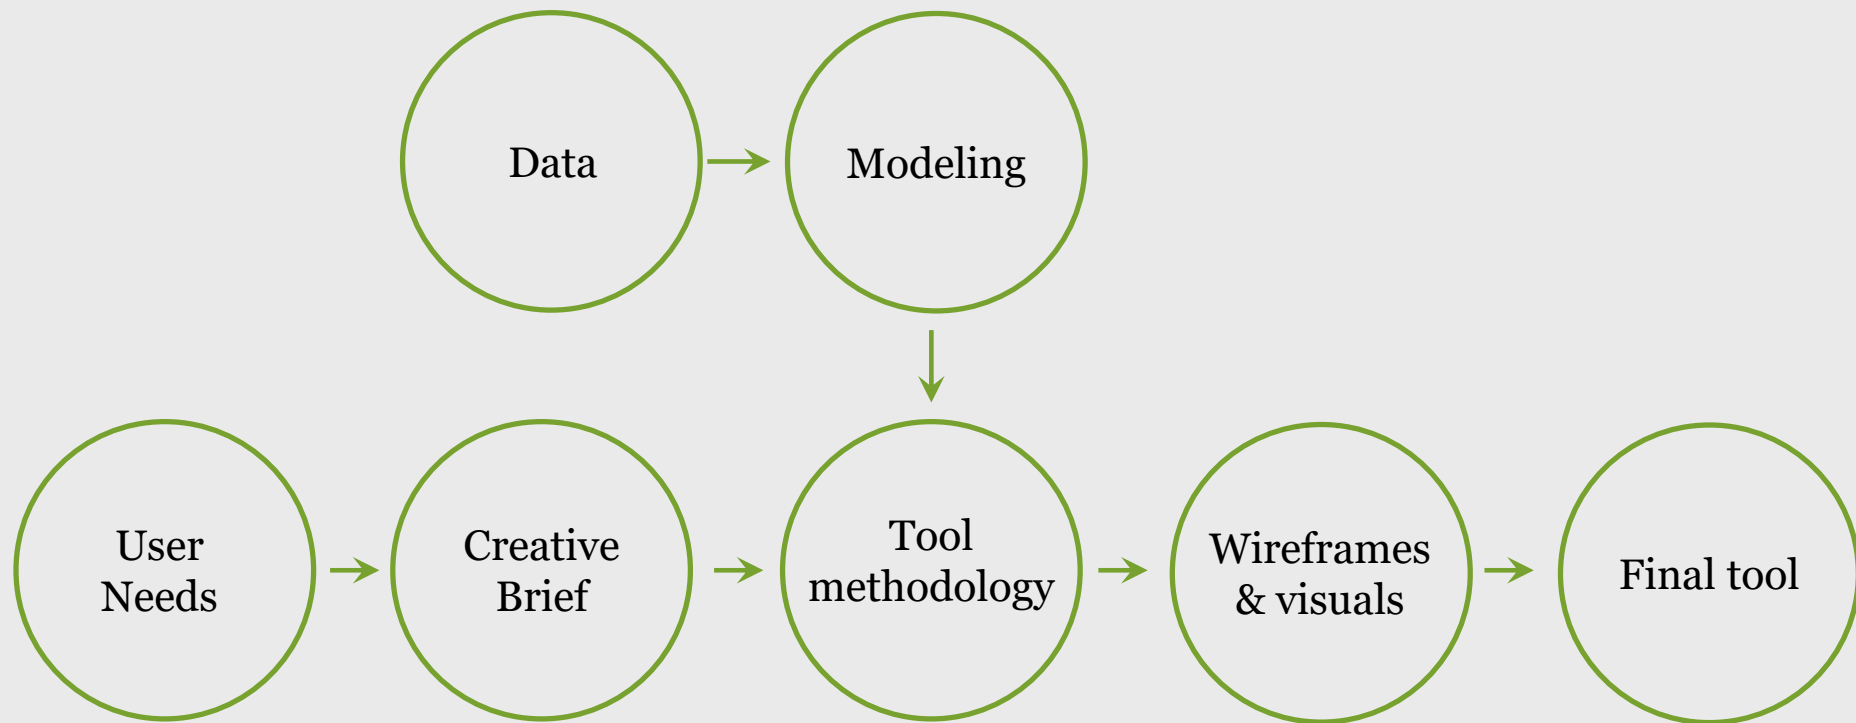 Data
Modeling
User
Needs
Creative
Brief
Tool
methodology
Wireframes
& visuals
Final tool